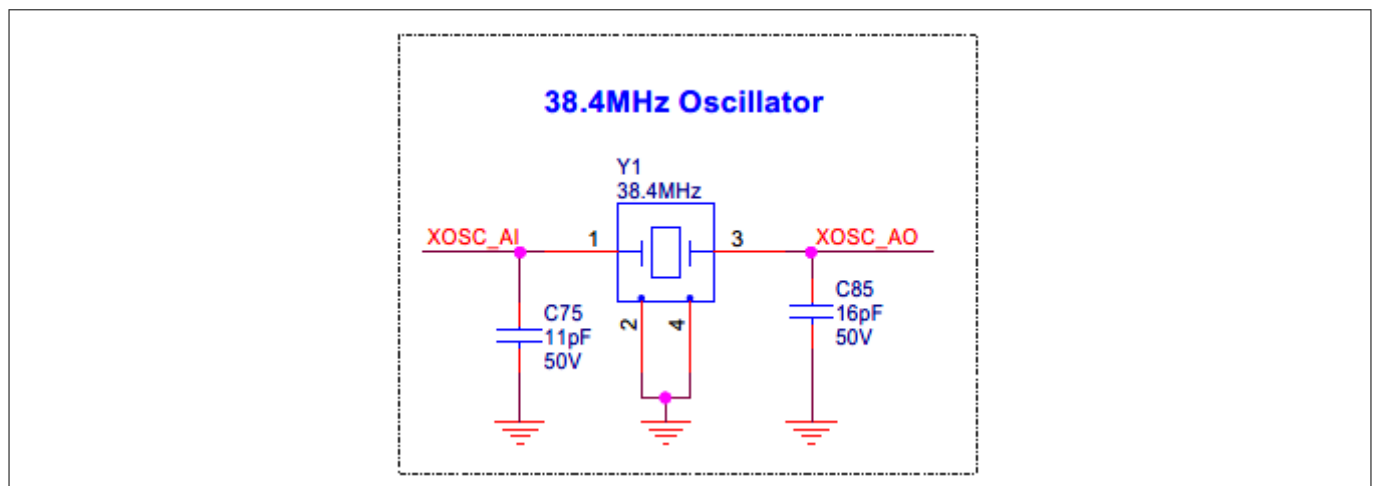 38.4MHz Oscillator
Y1
38.4MHz
XOSC_AI
1
3
XOSC_AO
C75
11pF
50V
2
4
C85
16pF
50V